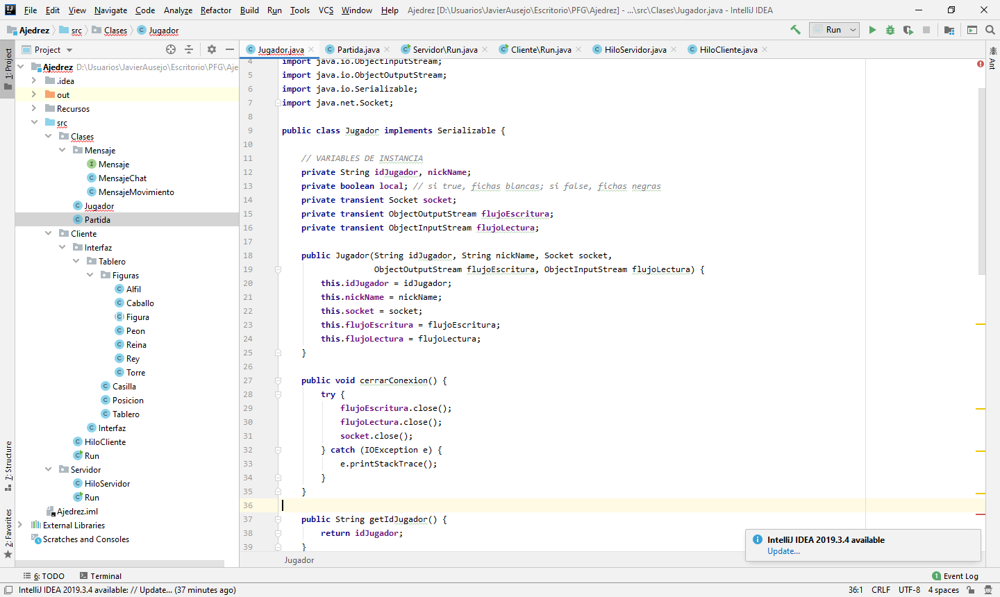 File Edit View Navigate Code Analyze Refactor Build Run Tools VCS Window Help Ajedrez [D:\Usuarios\JavierAusejo\Escritorio\PFG\Ajedrez] - ...\src\Clases\Jugador.java - IntelliJ IDEA
Ajedrez src Clases Jugador Run
1: Project
7: Structure
2: Favorites
Project
Ajedrez D:\Usuarios\JavierAusejo\Escritorio\PFG\Aje
.idea
out
Recursos
src
Clases
Mensaje
Mensaje
MensajeChat
MensajeMovimiento
Jugador
Partida
Cliente
Interfaz
Tablero
Figuras
Alfil
Caballo
Figura
Peon
Reina
Rey
Torre
Casilla
Posicion
Tablero
Interfaz
HiloCliente
Run
Servidor
HiloServidor
Run
Ajedrez.iml
External Libraries
Scratches and Consoles
Jugador.java Partida.java Servidor\Run.java Cliente\Run.java HiloServidor.java HiloCliente.java
4 import java.io.ObjectInputStream;
5 import java.io.ObjectOutputStream;
6 import java.io.Serializable;
7 import java.net.Socket;
8
9 public class Jugador implements Serializable {
10
11 // VARIABLES DE INSTANCIA
12 private String idJugador, nickName;
13 private boolean local; // si true, fichas blancas; si false, fichas negras
14 private transient Socket socket;
15 private transient ObjectOutputStream flujoEscritura;
16 private transient ObjectInputStream flujoLectura;
17
18 public Jugador(String idJugador, String nickName, Socket socket,
19 ObjectOutputStream flujoEscritura, ObjectInputStream flujoLectura) {
20 this.idJugador = idJugador;
21 this.nickName = nickName;
22 this.socket = socket;
23 this.flujoEscritura = flujoEscritura;
24 this.flujoLectura = flujoLectura;
25 }
26
27 public void cerrarConexion() {
28 try {
29 flujoEscritura.close();
30 flujoLectura.close();
31 socket.close();
32 } catch (IOException e) {
33 e.printStackTrace();
34 }
35 }
36
37 public String getIdJugador() {
38 return idJugador;
39 }
Jugador
Ant
IntelliJ IDEA 2019.3.4 available
Update...
6: TODO Terminal 1 Event Log
IntelliJ IDEA 2019.3.4 available: // Update... (37 minutes ago) 36:1 CRLF UTF-8 4 spaces